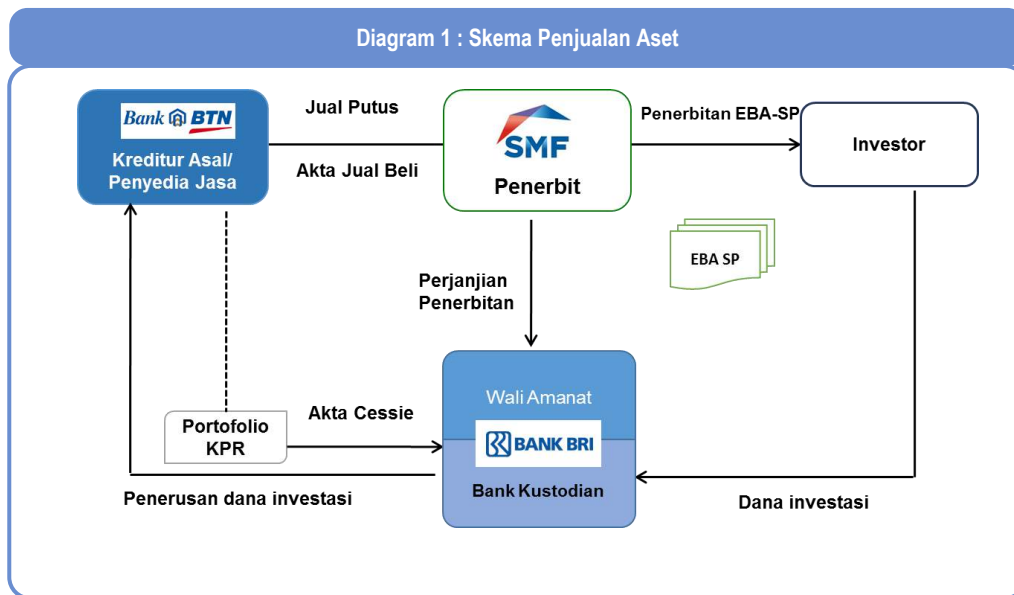 Diagram 1 : Skema Penjualan Aset
Bank BTN
Kreditur Asal/
Penyedia Jasa
Jual Putus
Akta Jual Beli
SMF
Penerbit
Penerbitan EBA-SP
Investor
EBA SP
Perjanjian
Penerbitan
Wali Amanat
BANK BRI
Bank Kustodian
Portofolio
KPR
Akta Cessie
Penerusan dana investasi
Dana investasi